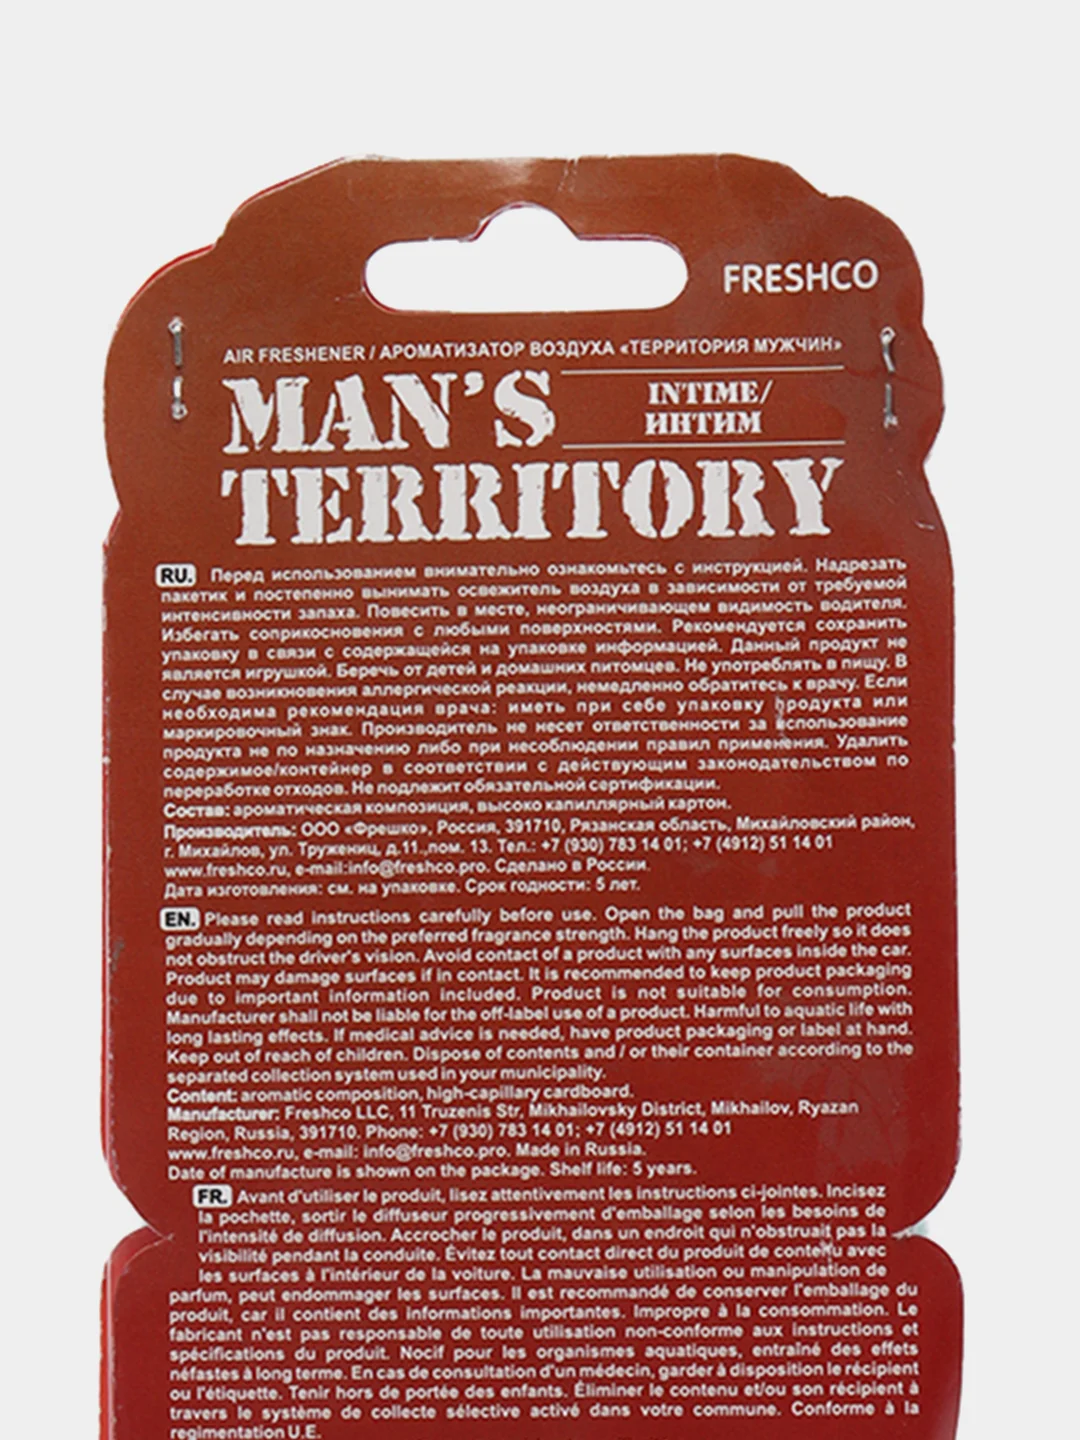 FRESHCO
AIR FRESHENER / АРОМАТИЗАТОР ВОЗДУХА «ТЕРРИТОРИЯ МУЖЧИН»
MAN'S
INTIME/
ИНТИМ
TERRITORY
RU. Перед использованием внимательно ознакомьтесь с инструкцией. Надрезать
пакетик и постепенно вынимать освежитель воздуха в зависимости от требуемой
интенсивности запаха. Повесить в месте, неограничивающем видимость водителя.
Избегать соприкосновения с любыми поверхностями. Рекомендуется сохранить
упаковку в связи с содержащейся на упаковке информацией. Данный продукт не
является игрушкой. Беречь от детей и домашних питомцев. Не употреблять в пищу. В
случае возникновения аллергической реакции, немедленно обратитесь к врачу. Если
необходима рекомендация врача: иметь при себе упаковку продукта или
маркировочный знак. Производитель не несет ответственности за использование
продукта не по назначению либо при несоблюдении правил применения. Удалить
содержимое/контейнер в соответствии с действующим законодательством по
переработке отходов. Не подлежит обязательной сертификации.
Состав: ароматическая композиция, высоко капиллярный картон.
Производитель: ООО «Фрешко», Россия, 391710, Рязанская область, Михайловский район,
г. Михайлов, ул. Тружениц, д.11.,пом. 13. Тел.: +7 (930) 783 14 01; +7 (4912) 51 14 01
www.freshco.ru, e-mail:info@freshco.pro. Сделано в России.
Дата изготовления: см. на упаковке. Срок годности: 5 лет.
EN. Please read instructions carefully before use. Open the bag and pull the product
gradually depending on the preferred fragrance strength. Hang the product freely so it does
not obstruct the driver's vision. Avoid contact of a product with any surfaces inside the car.
Product may damage surfaces if in contact. It is recommended to keep product packaging
due to important information included. Product is not suitable for consumption.
Manufacturer shall not be liable for the off-label use of a product. Harmful to aquatic life with
long lasting effects. If medical advice is needed, have product packaging or label at hand.
Keep out of reach of children. Dispose of contents and / or their container according to the
separated collection system used in your municipality.
Content: aromatic composition, high-capillary cardboard.
Manufacturer: Freshco LLC, 11 Truzenis Str, Mikhailovsky District, Mikhailov, Ryazan
Region, Russia, 391710. Phone: +7 (930) 783 14 01; +7 (4912) 51 14 01
www.freshco.ru, e-mail: info@freshco.pro. Made in Russia.
Date of manufacture is shown on the package. Shelf life: 5 years.
FR. Avant d'utiliser le produit, lisez attentivement les instructions ci-jointes. Incisez
la pochette, sortir le diffuseur progressivement d'emballage selon les besoins de
l'intensité de diffusion. Accrocher le produit, dans un endroit qui n'obstruait pas la
visibilité pendant la conduite. Évitez tout contact direct du produit de contenu avec
les surfaces à l'intérieur de la voiture. La mauvaise utilisation ou manipulation de
parfum, peut endommager les surfaces. Il est recommandé de conserver l'emballage du
produit, car il contient des informations importantes. Impropre à la consommation. Le
fabricant n'est pas responsable de toute utilisation non-conforme aux instructions et
spécifications du produit. Nocif pour les organismes aquatiques, entraîné des effets
néfastes à long terme. En cas de consultation d'un médecin, garder à disposition le récipient
ou l'étiquette. Tenir hors de portée des enfants. Éliminer le contenu et/ou son récipient à
travers le système de collecte sélective activé dans votre commune. Conforme à la
regimentation U.E.